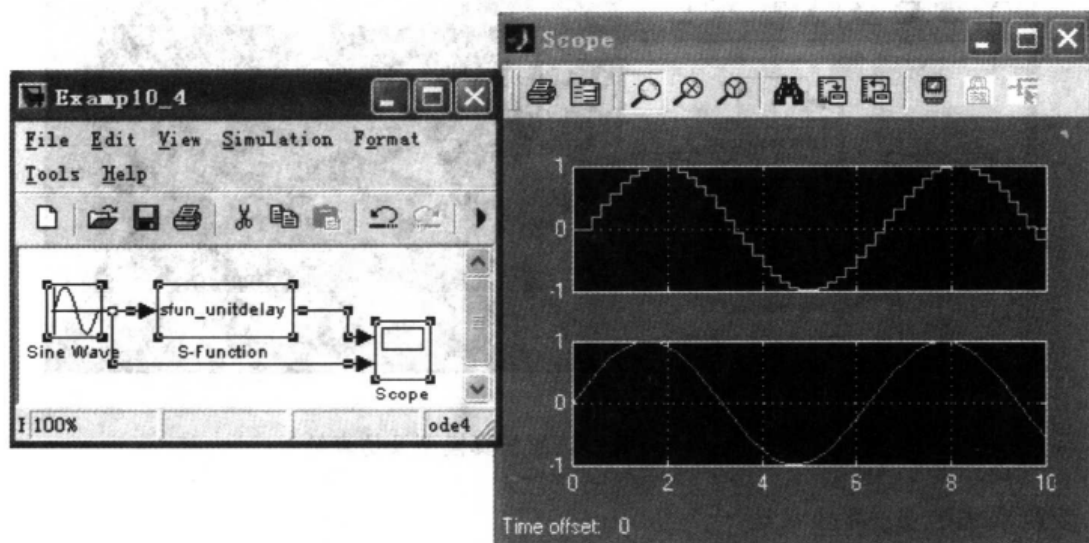 Examp10_4
File Edit View Simulation Format
Tools Help
sfun_unitdelay
Sine Wave
S-Function
Scope
100%
ode4
Scope
1
0
-1
1
0
-1
0 2 4 6 8 10
Time offset: 0